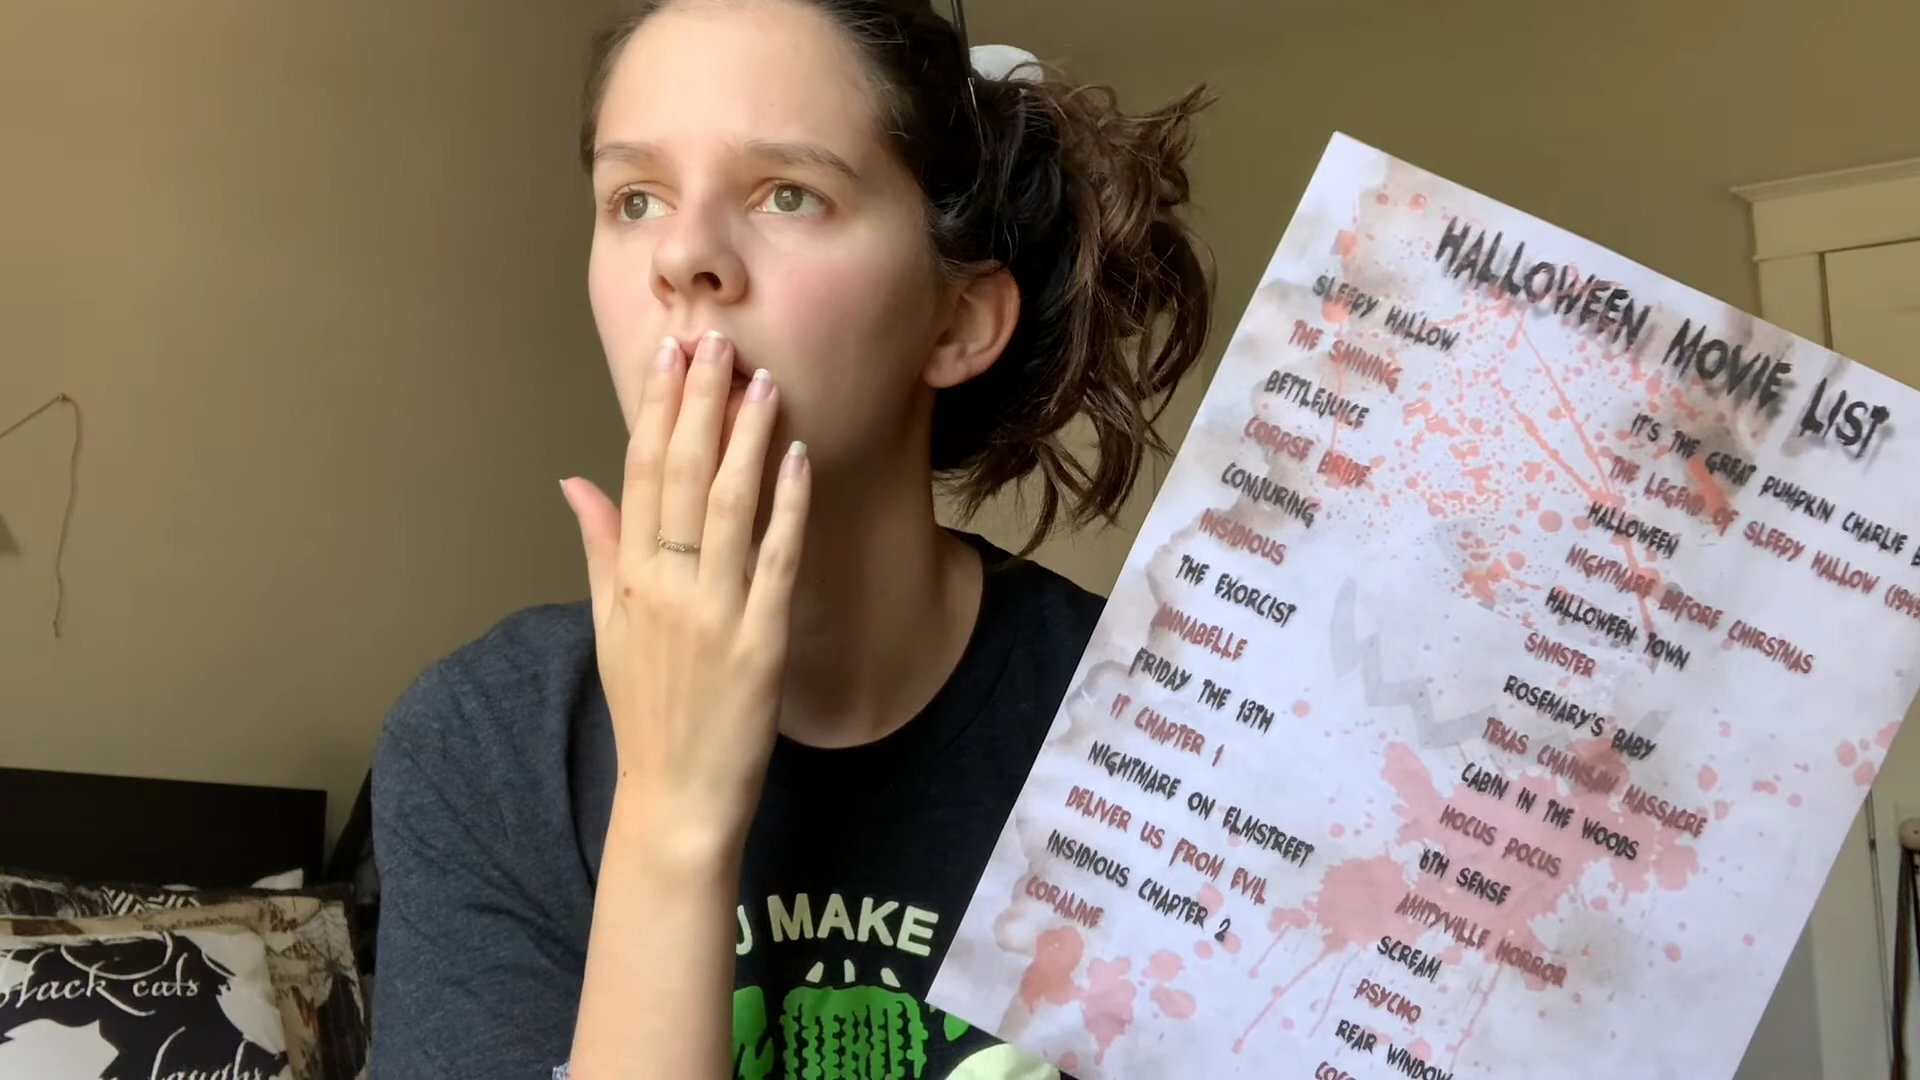 HALLOWEEN MOVIE LIST
SLEEPY HALLOW
THE SHINING
BETTLEJUICE
CORPSE BRIDE
CONJURING
INSIDIOUS
THE EXORCIST
ANNABELLE
FRIDAY THE 13TH
IT CHAPTER 1
NIGHTMARE ON ELMSTREET
DELIVER US FROM EVIL
INSIDIOUS CHAPTER 2
CORALINE
IT'S THE GREAT PUMPKIN CHARLIE
THE LEGEND OF SLEEPY HALLOW
HALLOWEEN
NIGHTMARE BEFORE CHIRSTMAS
HALLOWEEN TOWN
SINISTER
ROSEMARY'S BABY
TEXAS CHAINSAW MASSACRE
CABIN IN THE WOODS
HOCUS POCUS
6TH SENSE
AMITYVILLE HORROR
SCREAM
PSYCHO
REAR WINDOW
MAKE
Black cats